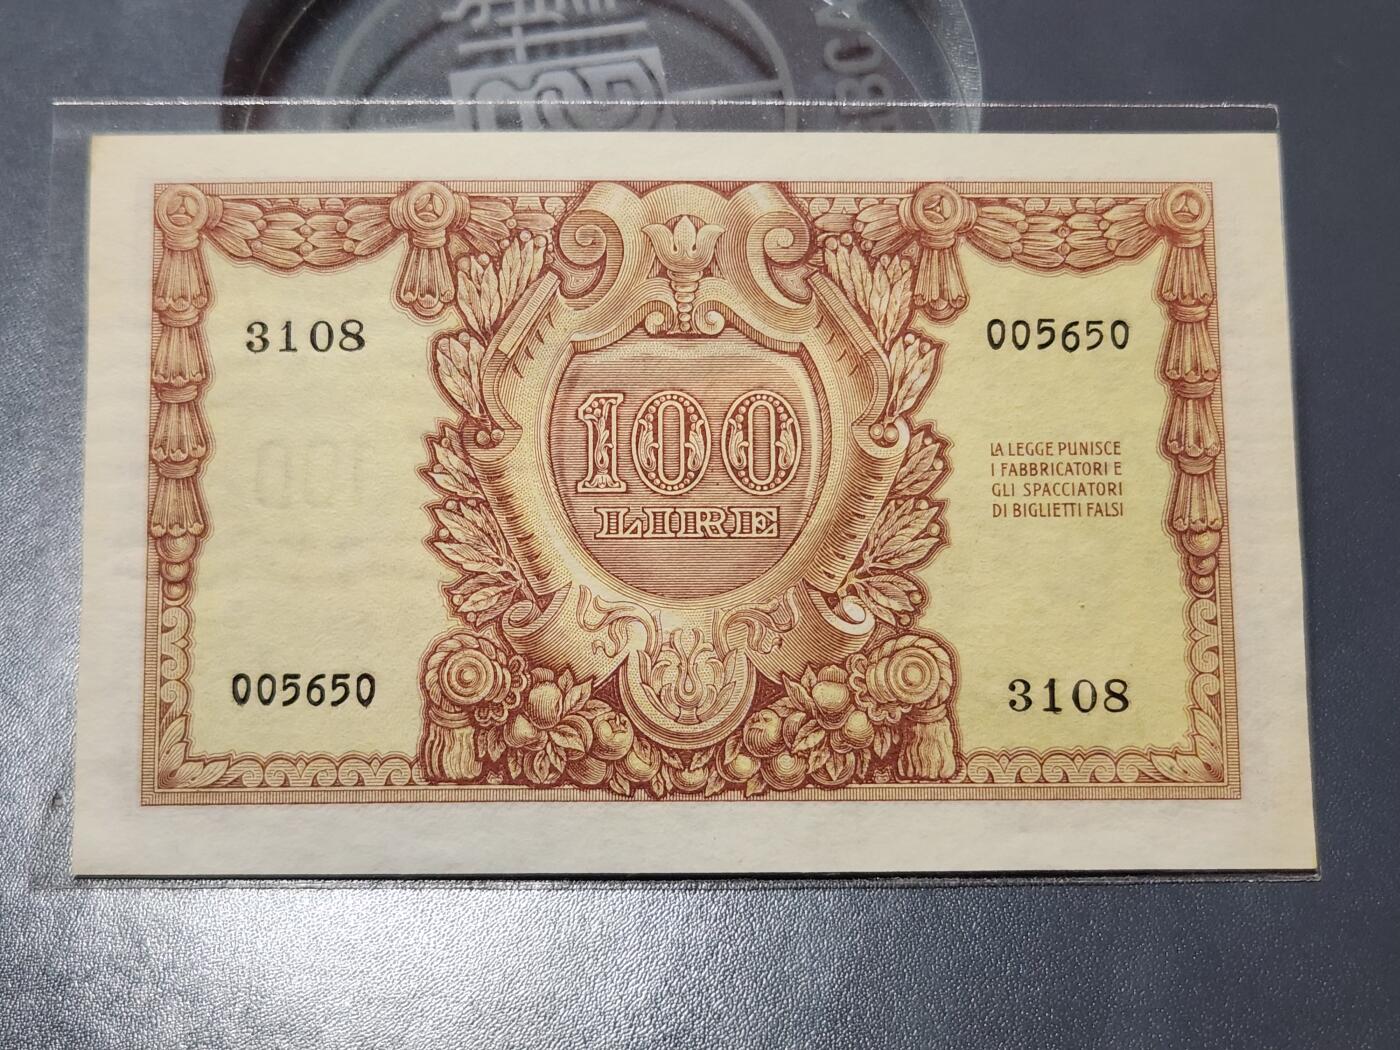 3108
005650
100
LIRE
LA LEGGE PUNISCE
I FABBRICATORI E
GLI SPACCIATORI
DI BIGLIETTI FALSI
005650
3108